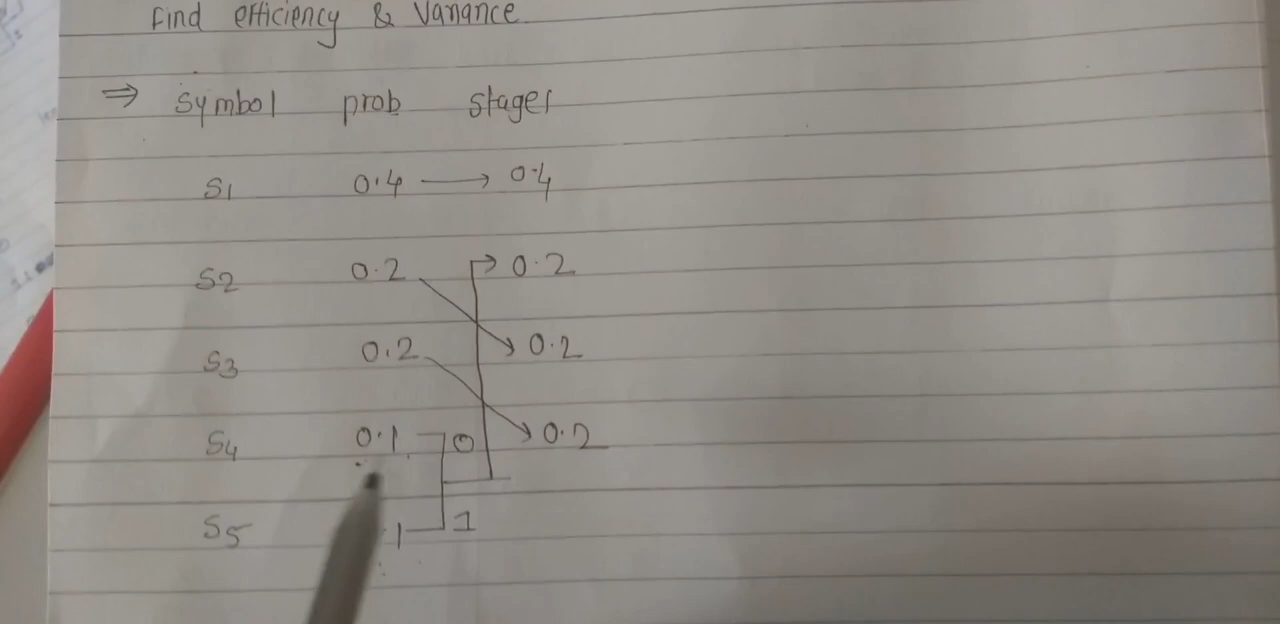 Find efficiency & Variance
⇒ Symbol prob stages
S1 0.4 → 0.4
S2 0.2 0.2
S3 0.2 0.2
S4 0.1 0 0.2
S5 1